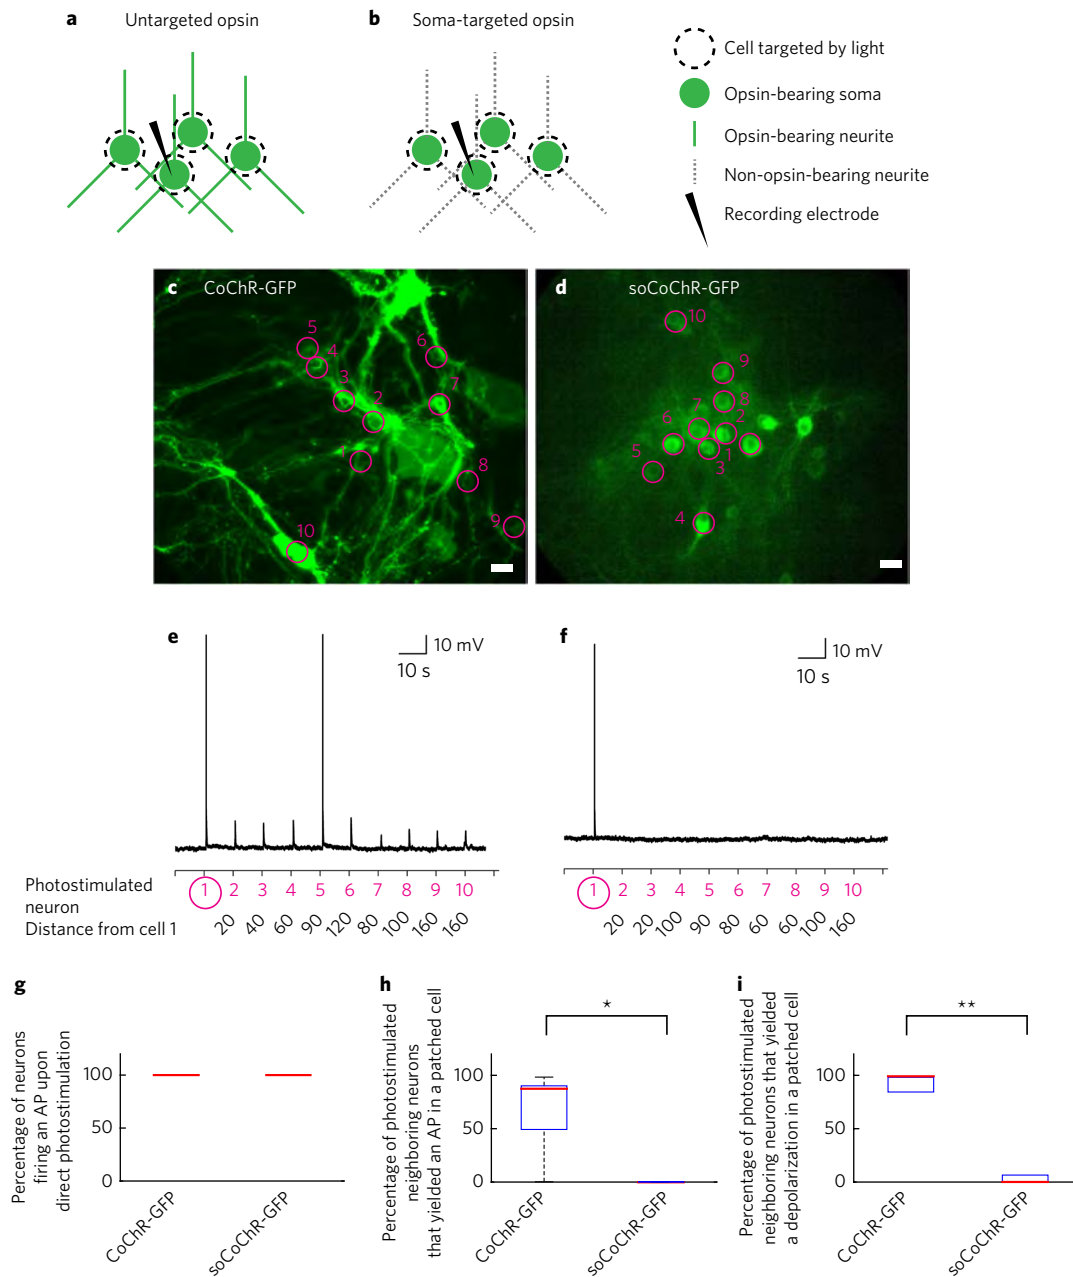 a Untargeted opsin
b Soma-targeted opsin
Cell targeted by light
Opsin-bearing soma
Opsin-bearing neurite
Non-opsin-bearing neurite
Recording electrode
c CoChR-GFP
5
4
3
2
1
6
7
8
9
10
d soCoChR-GFP
10
9
8
7
2
6
1
3
5
4
e
10 mV
10 s
f
10 mV
10 s
Photostimulated
neuron
1 2 3 4 5 6 7 8 9 10
Distance from cell 1
20 40 60 90 120 80 100 160 160
1 2 3 4 5 6 7 8 9 10
20 20 100 90 80 60 60 100 160
g
Percentage of neurons
firing an AP upon
direct photostimulation
100
50
0
CoChR-GFP
soCoChR-GFP
h
Percentage of photostimulated
neighboring neurons
that yielded an AP in a patched cell
*
100
50
0
CoChR-GFP
soCoChR-GFP
i
Percentage of photostimulated
neighboring neurons that yielded
a depolarization in a patched cell
**
100
50
0
CoChR-GFP
soCoChR-GFP